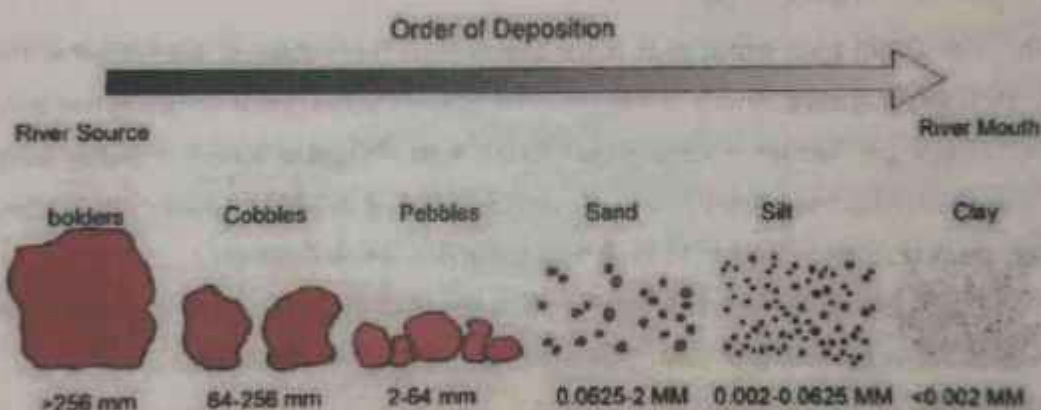 Order of Deposition
River Source
River Mouth
bolders Cobbles Pebbles Sand Silt Clay
>256 mm 64-256 mm 2-64 mm 0.0625-2 MM 0.002-0.0625 MM <0.002 MM